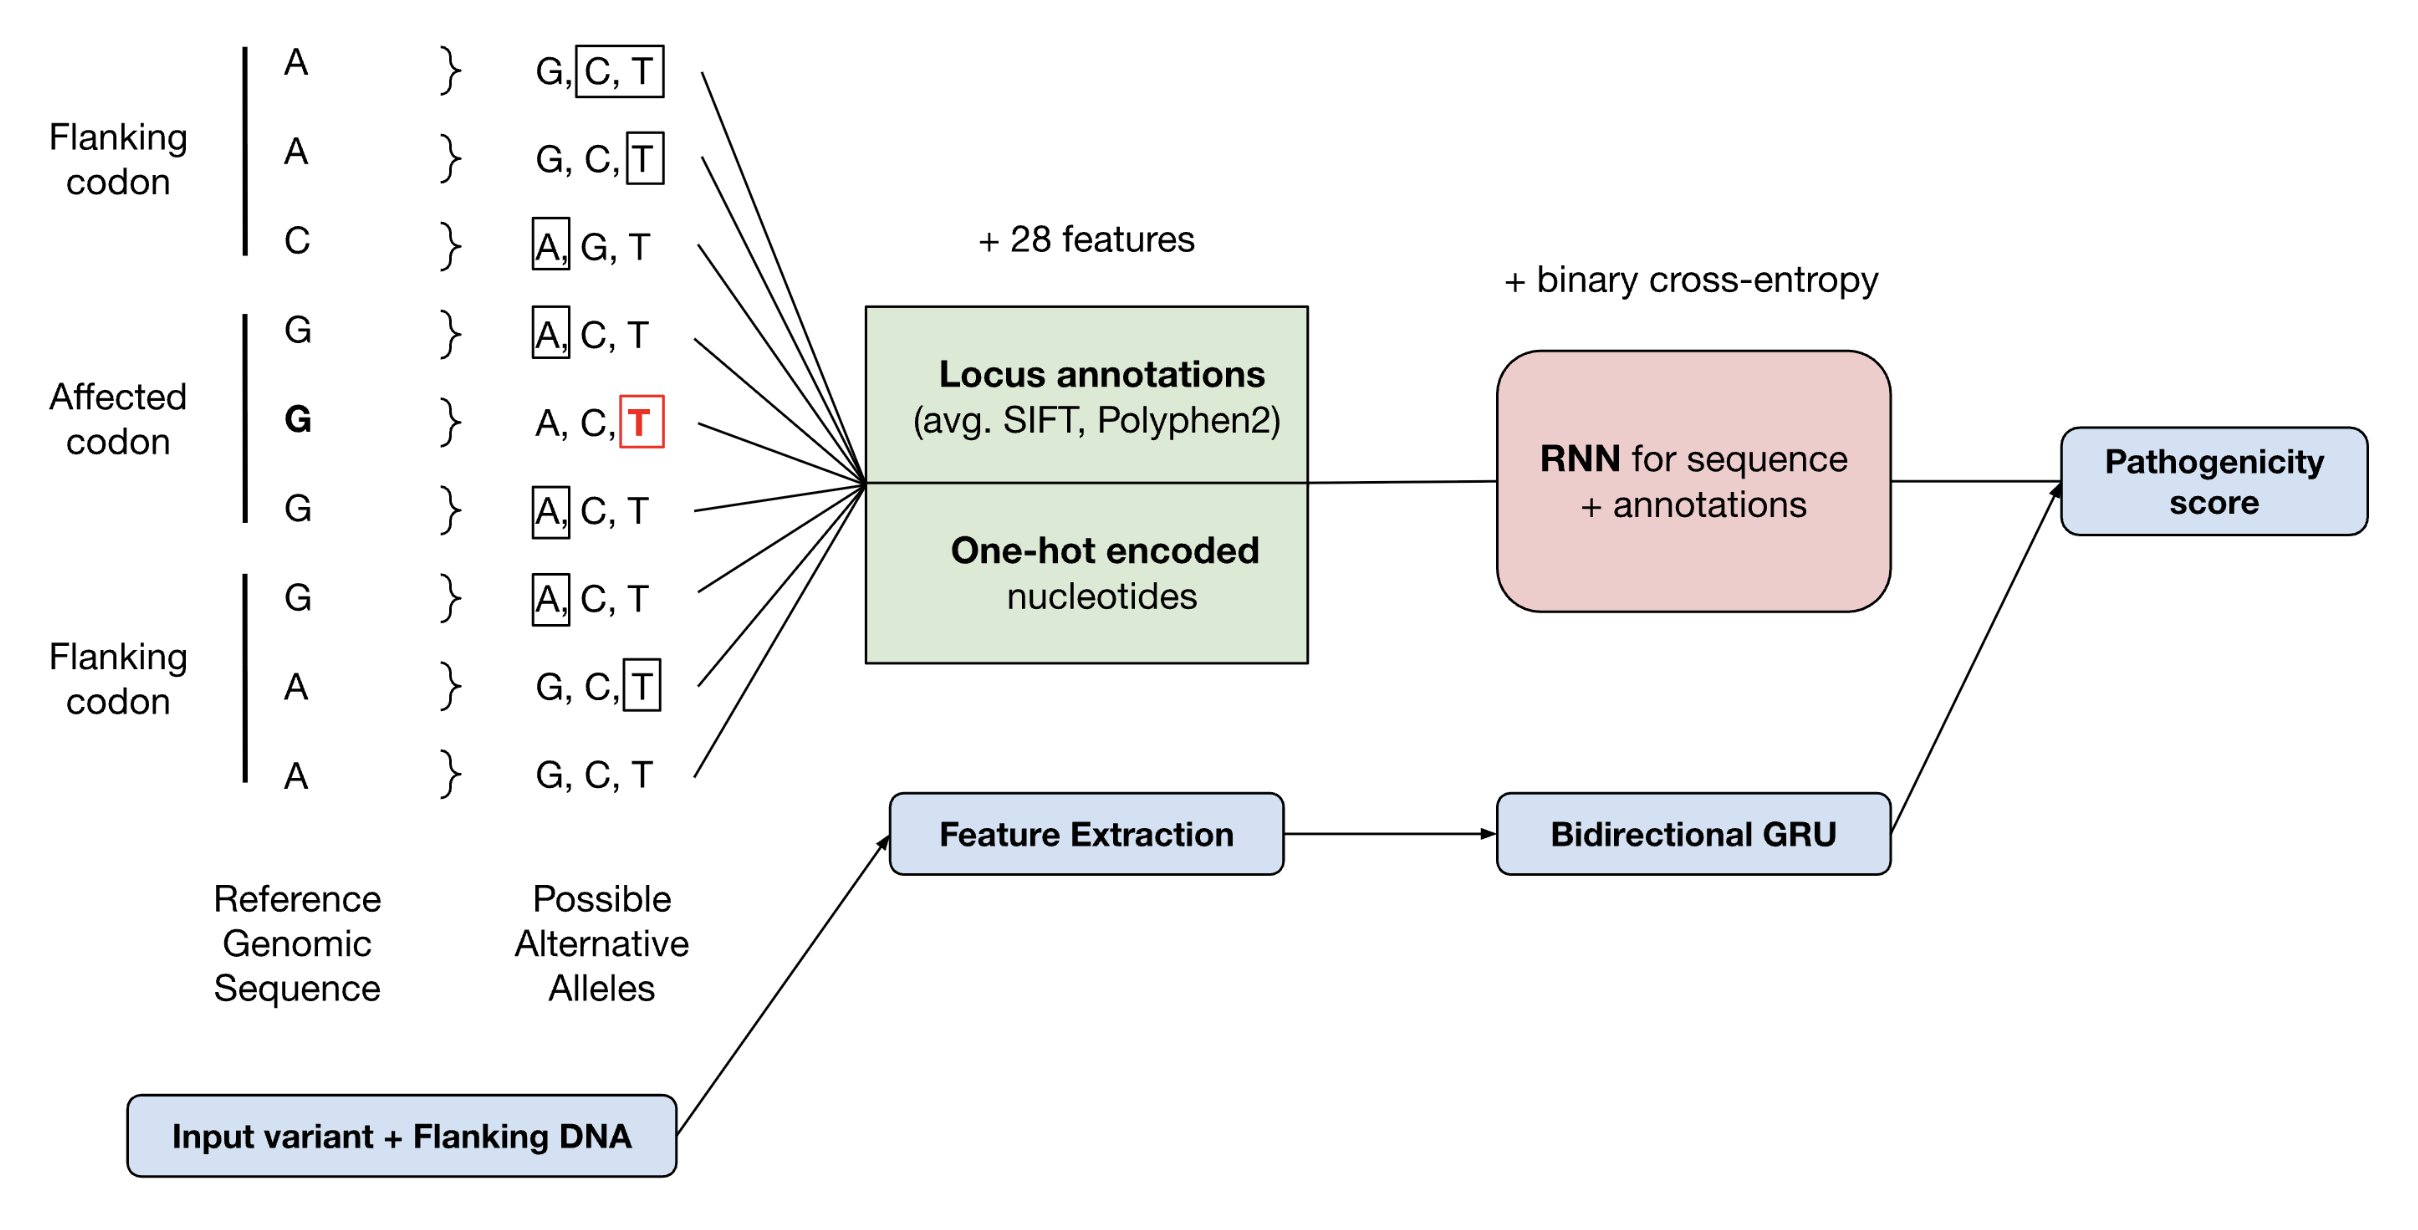 Flanking
codon
A } G, C, T
A } G, C, T
C } A, G, T
Affected
codon
G } A, C, T
G } A, C, T
G } A, C, T
Flanking
codon
G } A, C, T
A } G, C, T
A } G, C, T
Reference
Genomic
Sequence
Possible
Alternative
Alleles
+ 28 features
Locus annotations
(avg. SIFT, Polyphen2)
One-hot encoded
nucleotides
+ binary cross-entropy
RNN for sequence
+ annotations
Pathogenicity
score
Input variant + Flanking DNA
Feature Extraction
Bidirectional GRU